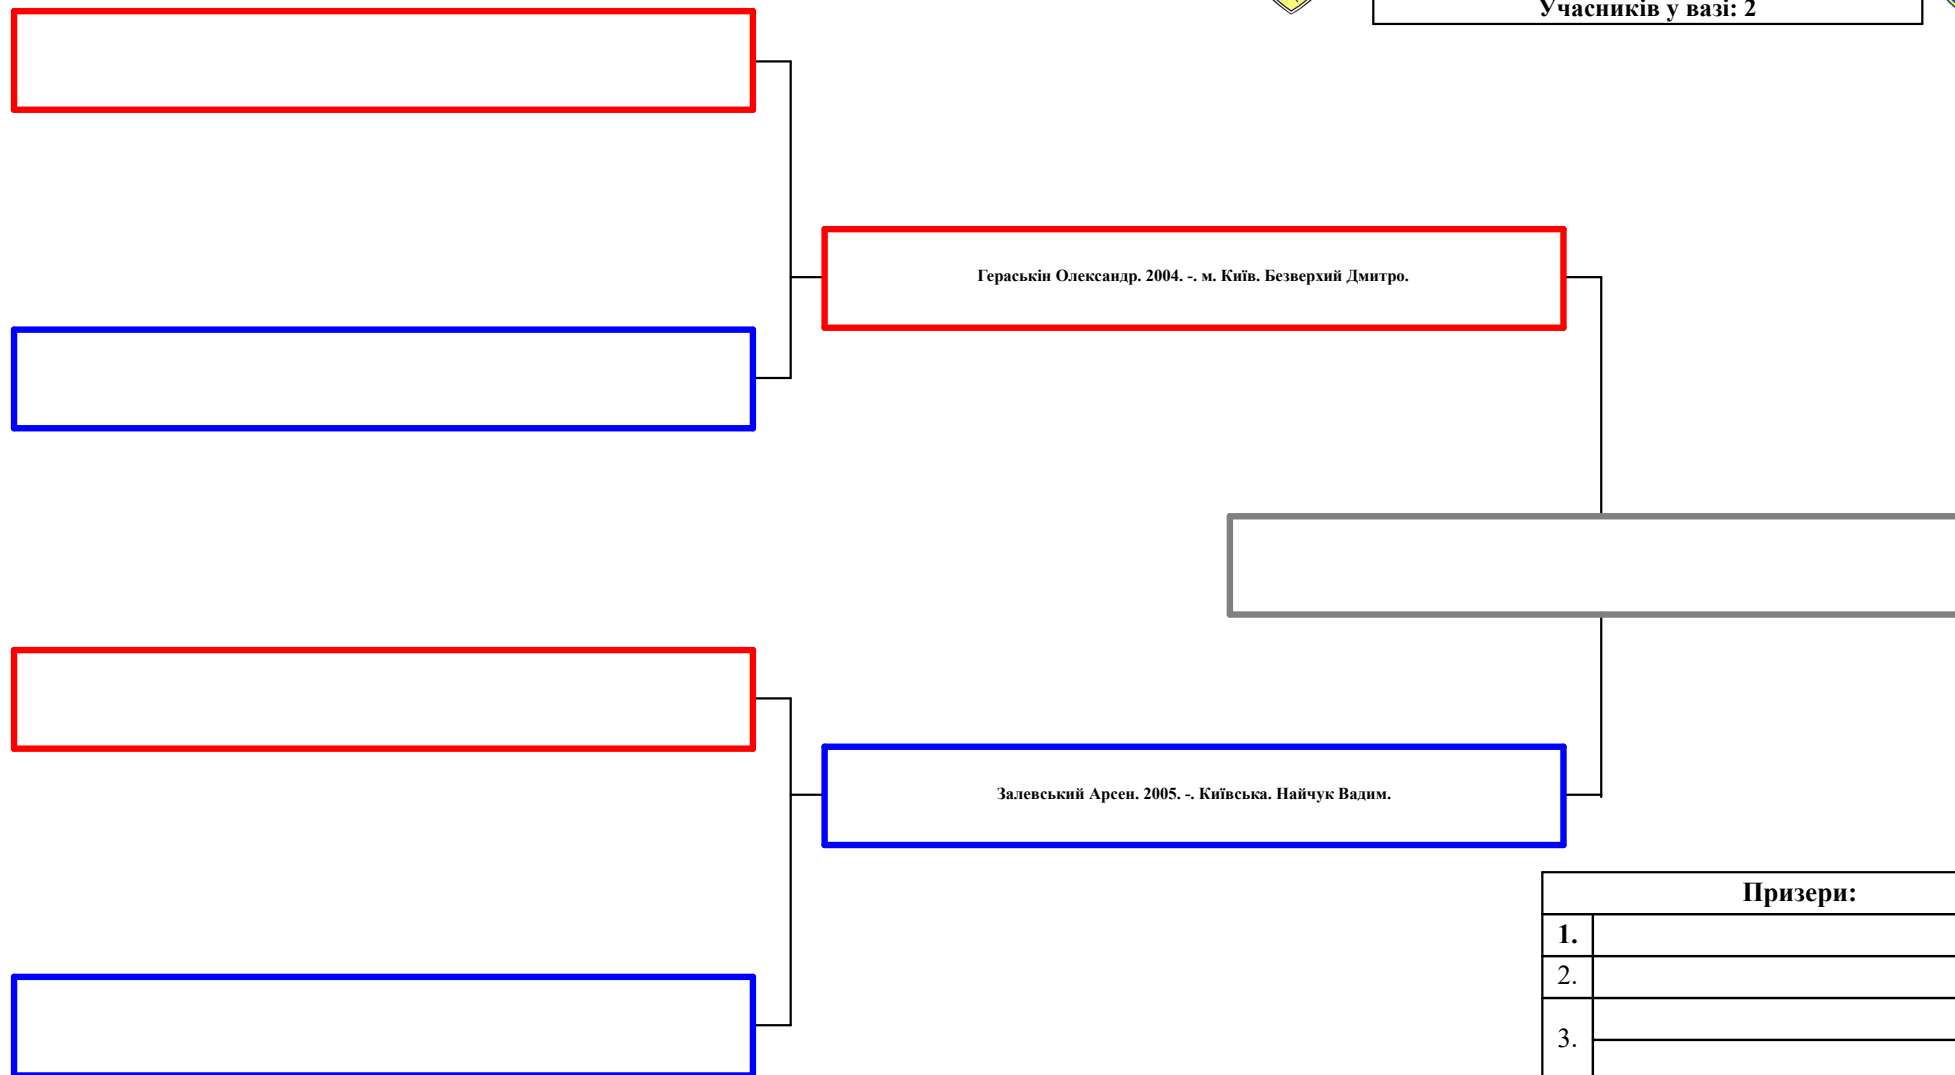 Учасників у вазі: 2
Гераськін Олександр. 2004. -. м. Київ. Безверхий Дмитро.
Залевський Арсен. 2005. -. Київська. Найчук Вадим.
Призери:
1.
2.
3.